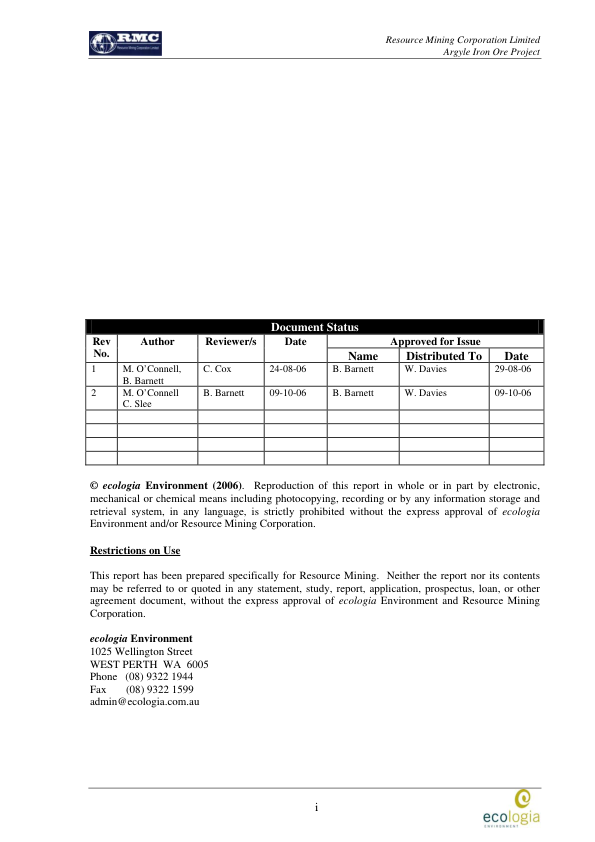 RMC
Resource Mining Corporation Limited
Resource Mining Corporation Limited
Argyle Iron Ore Project
Document Status
Rev No. Author Reviewer/s Date Approved for Issue
Name Distributed To Date
1 M. O'Connell, B. Barnett C. Cox 24-08-06 B. Barnett W. Davies 29-08-06
2 M. O'Connell C. Slee B. Barnett 09-10-06 B. Barnett W. Davies 09-10-06
© ecologia Environment (2006). Reproduction of this report in whole or in part by electronic,
mechanical or chemical means including photocopying, recording or by any information storage and
retrieval system, in any language, is strictly prohibited without the express approval of ecologia
Environment and/or Resource Mining Corporation.
Restrictions on Use
This report has been prepared specifically for Resource Mining. Neither the report nor its contents
may be referred to or quoted in any statement, study, report, application, prospectus, loan, or other
agreement document, without the express approval of ecologia Environment and Resource Mining
Corporation.
ecologia Environment
1025 Wellington Street
WEST PERTH WA 6005
Phone (08) 9322 1944
Fax (08) 9322 1599
admin@ecologia.com.au
i
ecologia
ENVIRONMENT